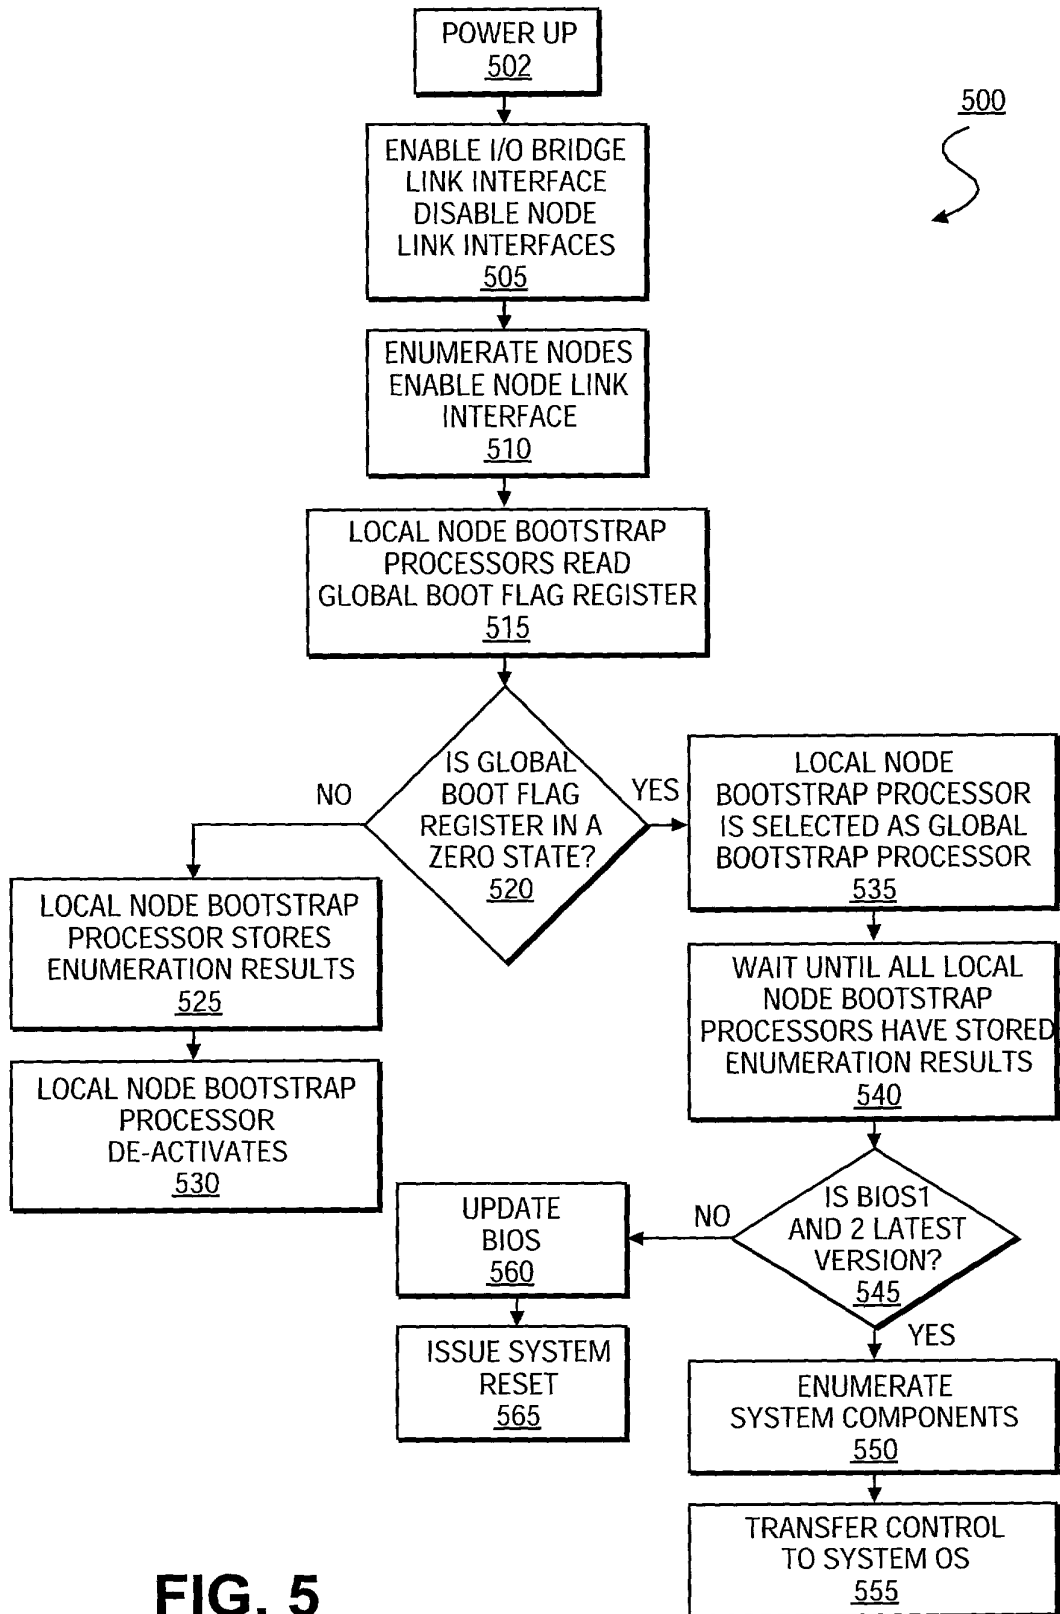 POWER UP
502
500
ENABLE I/O BRIDGE
LINK INTERFACE
DISABLE NODE
LINK INTERFACES
505
ENUMERATE NODES
ENABLE NODE LINK
INTERFACE
510
LOCAL NODE BOOTSTRAP
PROCESSORS READ
GLOBAL BOOT FLAG REGISTER
515
IS GLOBAL
BOOT FLAG
REGISTER IN A
ZERO STATE?
520
NO
YES
LOCAL NODE BOOTSTRAP
PROCESSOR STORES
ENUMERATION RESULTS
525
LOCAL NODE BOOTSTRAP
PROCESSOR
DE-ACTIVATES
530
LOCAL NODE
BOOTSTRAP PROCESSOR
IS SELECTED AS GLOBAL
BOOTSTRAP PROCESSOR
535
WAIT UNTIL ALL LOCAL
NODE BOOTSTRAP
PROCESSORS HAVE STORED
ENUMERATION RESULTS
540
IS BIOS1
AND 2 LATEST
VERSION?
545
NO
YES
UPDATE
BIOS
560
ISSUE SYSTEM
RESET
565
ENUMERATE
SYSTEM COMPONENTS
550
TRANSFER CONTROL
TO SYSTEM OS
555
FIG. 5